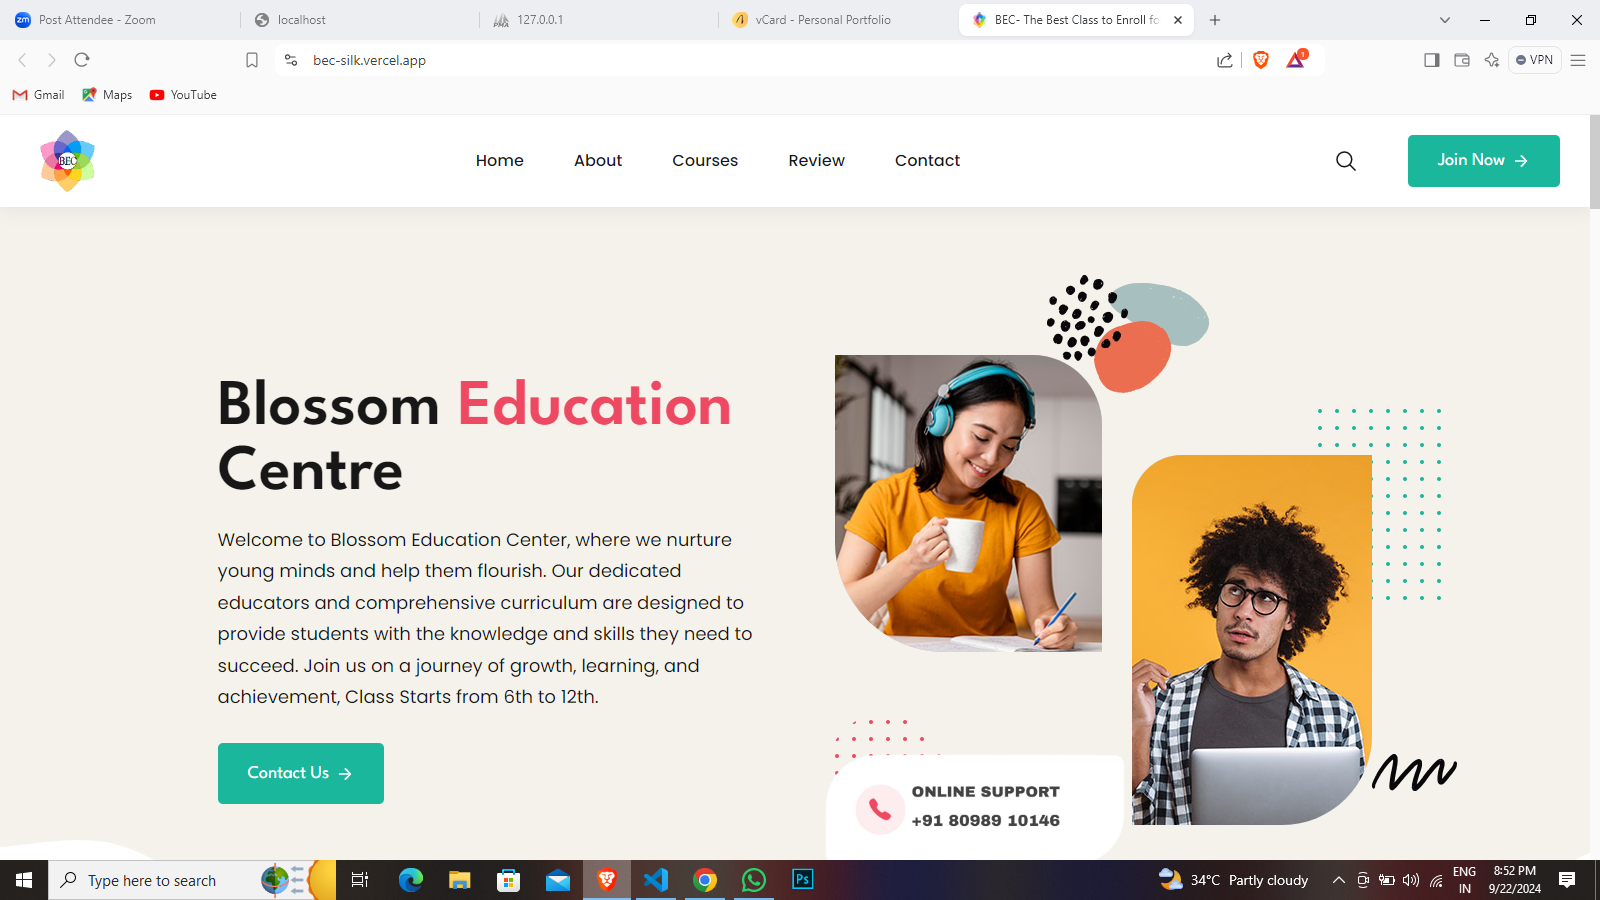 Post Attendee - Zoom
localhost
127.0.0.1
vCard - Personal Portfolio
BEC- The Best Class to Enroll fo
bec-silk.vercel.app
1
VPN
Gmail
Maps
YouTube
BEC
Home
About
Courses
Review
Contact
Join Now
Blossom Education
Centre
Welcome to Blossom Education Center, where we nurture
young minds and help them flourish. Our dedicated
educators and comprehensive curriculum are designed to
provide students with the knowledge and skills they need to
succeed. Join us on a journey of growth, learning, and
achievement, Class Starts from 6th to 12th.
Contact Us
ONLINE SUPPORT
+91 80989 10146
Type here to search
Ps
34°C Partly cloudy
ENG
IN
8:52 PM
9/22/2024